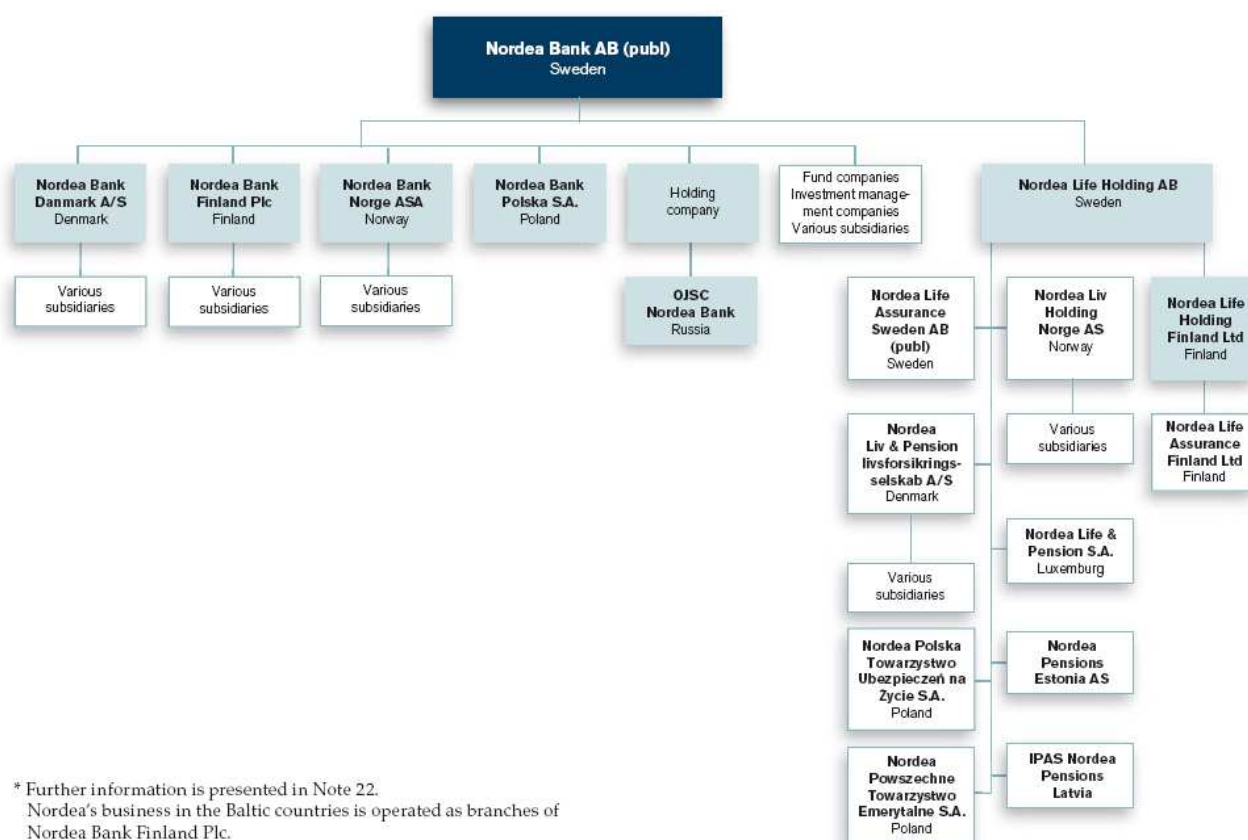 Nordea Bank AB (publ)
Sweden
Nordea Bank
Danmark A/S
Denmark
Nordea Bank
Finland Plc
Finland
Nordea Bank
Norge ASA
Norway
Nordea Bank
Polska S.A.
Poland
Holding
company
Fund companies
Investment manage-
ment companies
Various subsidiaries
Nordea Life Holding AB
Sweden
Various
subsidiaries
Various
subsidiaries
Various
subsidiaries
OJSC
Nordea Bank
Russia
Nordea Life
Assurance
Sweden AB
(publ)
Sweden
Nordea Liv
Holding
Norge AS
Norway
Nordea Life
Holding
Finland Ltd
Finland
Nordea
Liv & Pension
livsforsikrings-
selskab A/S
Denmark
Various
subsidiaries
Nordea Life
Assurance
Finland Ltd
Finland
Nordea Life &
Pension S.A.
Luxemburg
Various
subsidiaries
Nordea Polska
Towarzystwo
Ubezpieczeń na
Życie S.A.
Poland
Nordea
Pensions
Estonia AS
Nordea
Powszechne
Towarzystwo
Emerytalne S.A.
Poland
IPAS Nordea
Pensions
Latvia
* Further information is presented in Note 22.
Nordea's business in the Baltic countries is operated as branches of
Nordea Bank Finland Plc.